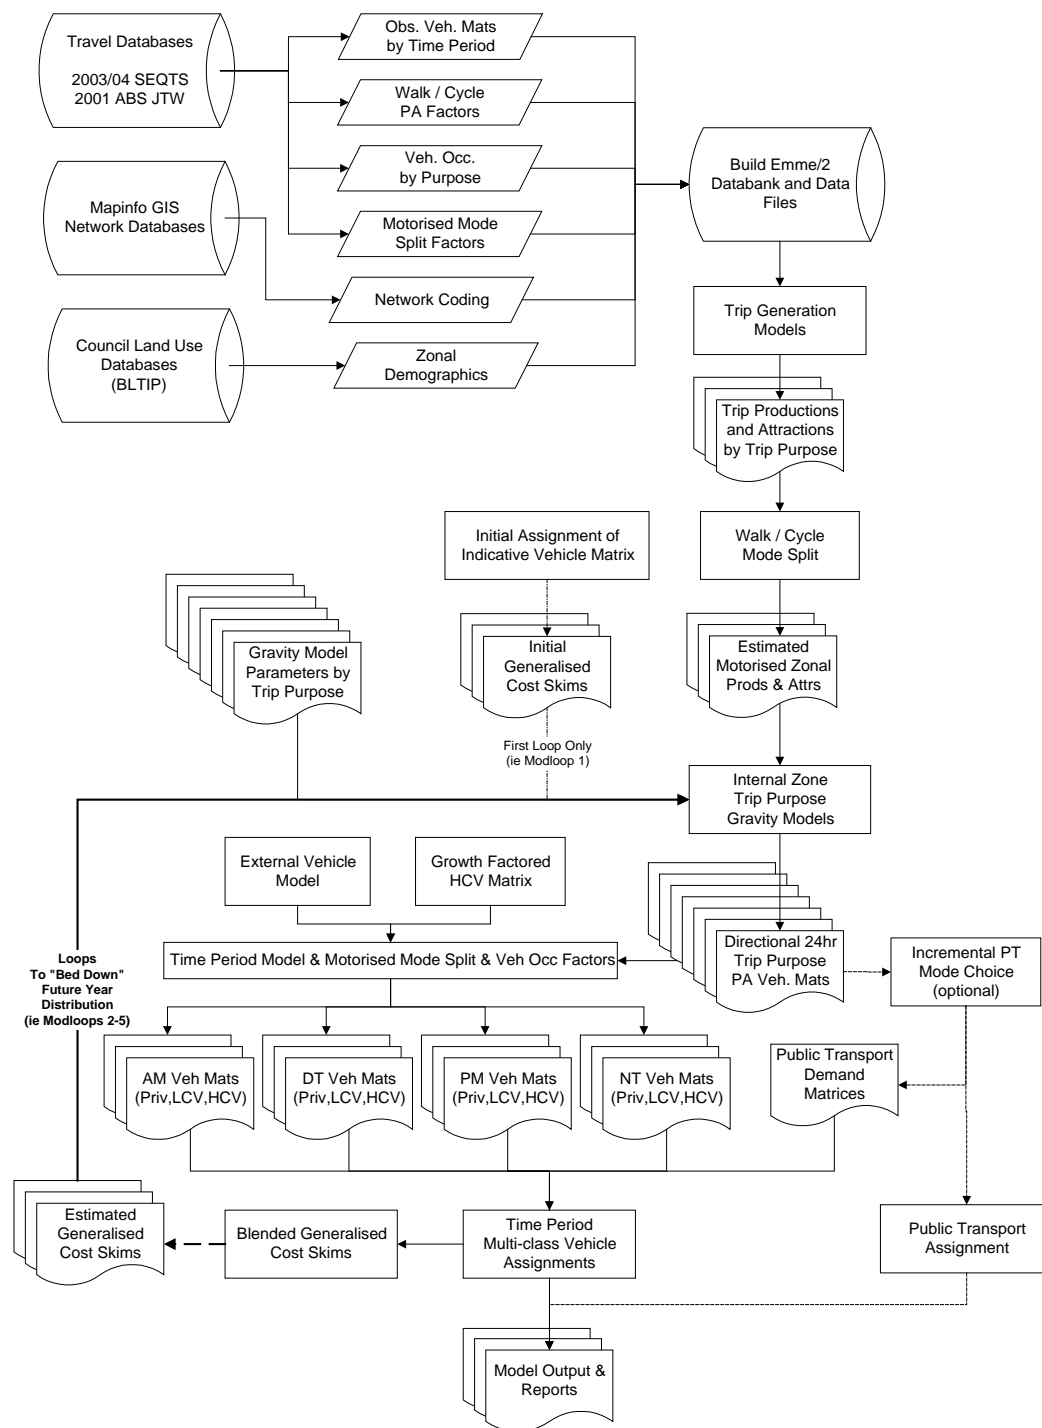 Travel Databases
2003/04 SEQTS
2001 ABS JTW
Obs. Veh. Mats
by Time Period
Walk / Cycle
PA Factors
Veh. Occ.
by Purpose
Motorised Mode
Split Factors
Mapinfo GIS
Network Databases
Network Coding
Council Land Use
Databases
(BLTIP)
Zonal
Demographics
Build Emme/2
Databank and Data
Files
Trip Generation
Models
Trip Productions
and Attractions
by Trip Purpose
Initial Assignment of
Indicative Vehicle Matrix
Walk / Cycle
Mode Split
Gravity Model
Parameters by
Trip Purpose
Initial
Generalised
Cost Skims
Estimated
Motorised Zonal
Prods & Attrs
First Loop Only
(ie Modloop 1)
Internal Zone
Trip Purpose
Gravity Models
External Vehicle
Model
Growth Factored
HCV Matrix
Loops
To "Bed Down"
Future Year
Distribution
(ie Modloops 2-5)
Time Period Model & Motorised Mode Split & Veh Occ Factors
Directional 24hr
Trip Purpose
PA Veh. Mats
Incremental PT
Mode Choice
(optional)
AM Veh Mats
(Priv,LCV,HCV)
DT Veh Mats
(Priv,LCV,HCV)
PM Veh Mats
(Priv,LCV,HCV)
NT Veh Mats
(Priv,LCV,HCV)
Public Transport
Demand
Matrices
Estimated
Generalised
Cost Skims
Blended Generalised
Cost Skims
Time Period
Multi-class Vehicle
Assignments
Public Transport
Assignment
Model Output &
Reports